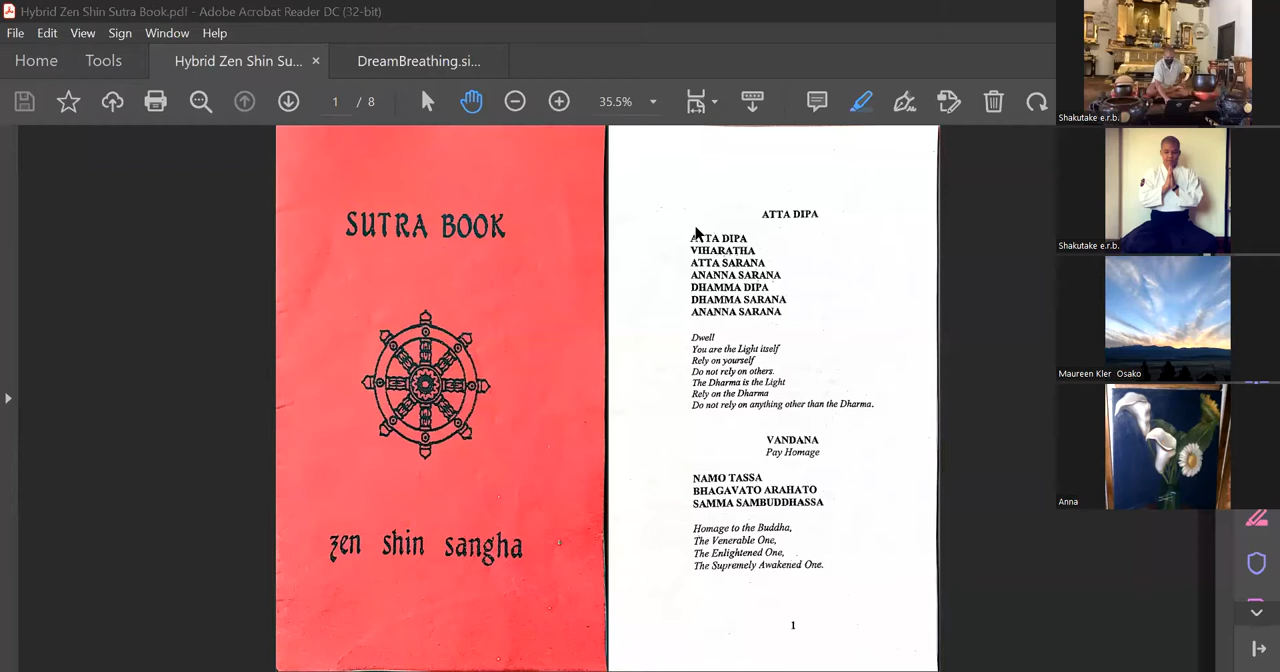 Hybrid Zen Shin Sutra Book.pdf - Adobe Acrobat Reader DC (32-bit)
File Edit View Sign Window Help
Home Tools Hybrid Zen Shin Su... × DreamBreathing.si...
1 / 8 35.5%
SUTRA BOOK
zen shin sangha
ATTA DIPA
ATTA DIPA
VIHARATHA
ATTA SARANA
ANANNA SARANA
DHAMMA DIPA
DHAMMA SARANA
ANANNA SARANA
Dwell
You are the Light itself
Rely on yourself
Do not rely on others.
The Dharma is the Light
Rely on the Dharma
Do not rely on anything other than the Dharma.
VANDANA
Pay Homage
NAMO TASSA
BHAGAVATO ARAHATO
SAMMA SAMBUDDHASSA
Homage to the Buddha,
The Venerable One,
The Enlightened One,
The Supremely Awakened One.
1
Shakutake e.r.b.
Shakutake e.r.b.
Maureen Kler Osako
Anna